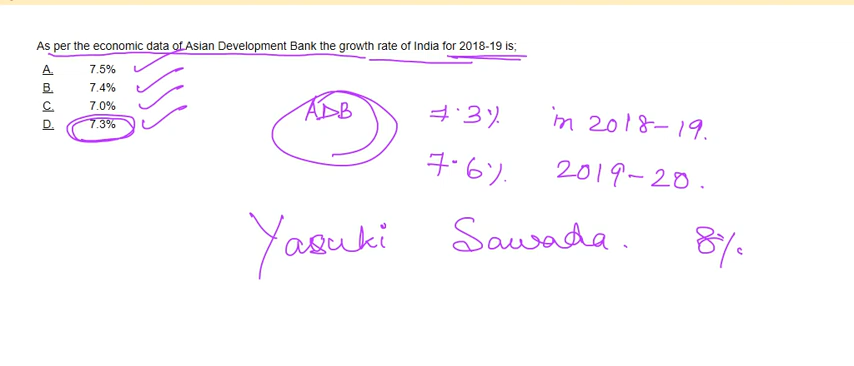 As per the economic data of Asian Development Bank the growth rate of India for 2018-19 is;
A. 7.5%
B. 7.4%
C. 7.0%
D. 7.3%
ADB
7.3% in 2018-19.
7.6% 2019-20.
Yasuki Sawada. 8%